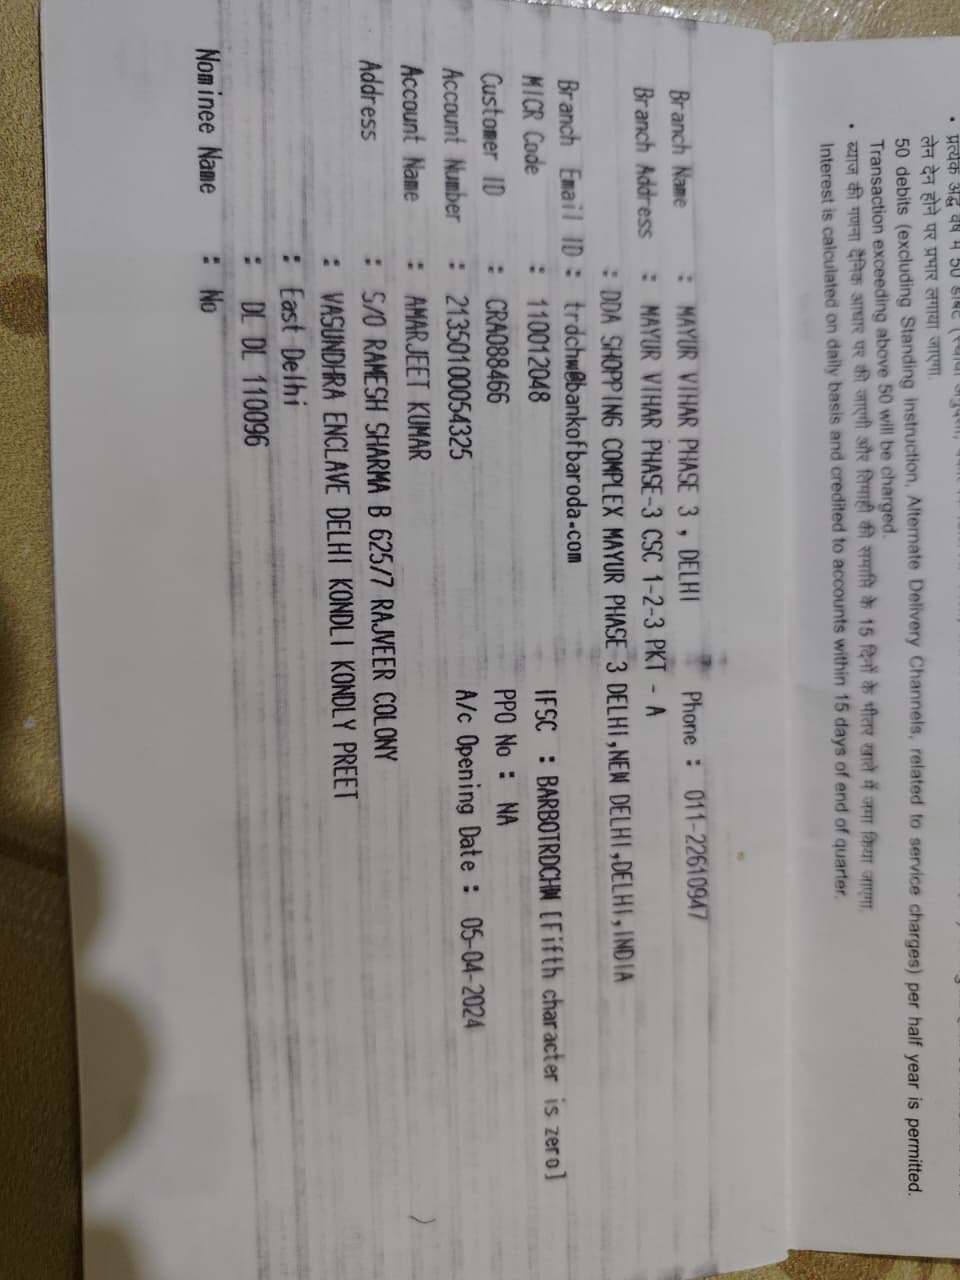 • प्रत्येक अर्द्ध वर्ष में 50 डेबिट
लेन देन होने पर प्रभार लगाया जाएगा.
50 debits (excluding Standing instruction, Alternate Delivery Channels, related to service charges) per half year is permitted.
Transaction exceeding above 50 will be charged.
• ब्याज की गणना दैनिक आधार पर की जाएगी और तिमाही की समाप्ति के 15 दिनों के भीतर खाते में जमा किया जाएगा.
Interest is calculated on daily basis and credited to accounts within 15 days of end of quarter.
Branch Name : MAYUR VIHAR PHASE 3 , DELHI Phone : 011-22610947
Branch Address : MAYUR VIHAR PHASE-3 CSC 1-2-3 PKT - A
: DDA SHOPPING COMPLEX MAYUR PHASE 3 DELHI,NEW DELHI,DELHI,INDIA
Branch Email ID : trdchw@bankofbaroda.com
MICR Code : 110012048 IFSC : BARB0TRDCHW [Fifth character is zero]
Customer ID : CRA088466 PPO No : NA
Account Number : 21350100054325 A/c Opening Date : 05-04-2024
Account Name : AMARJEET KUMAR
Address : S/O RAMESH SHARMA B 625/7 RAJVEER COLONY
: VASUNDHRA ENCLAVE DELHI KONDLI KONDLY PREET
: East Delhi
: DL DL 110096
Nominee Name : No